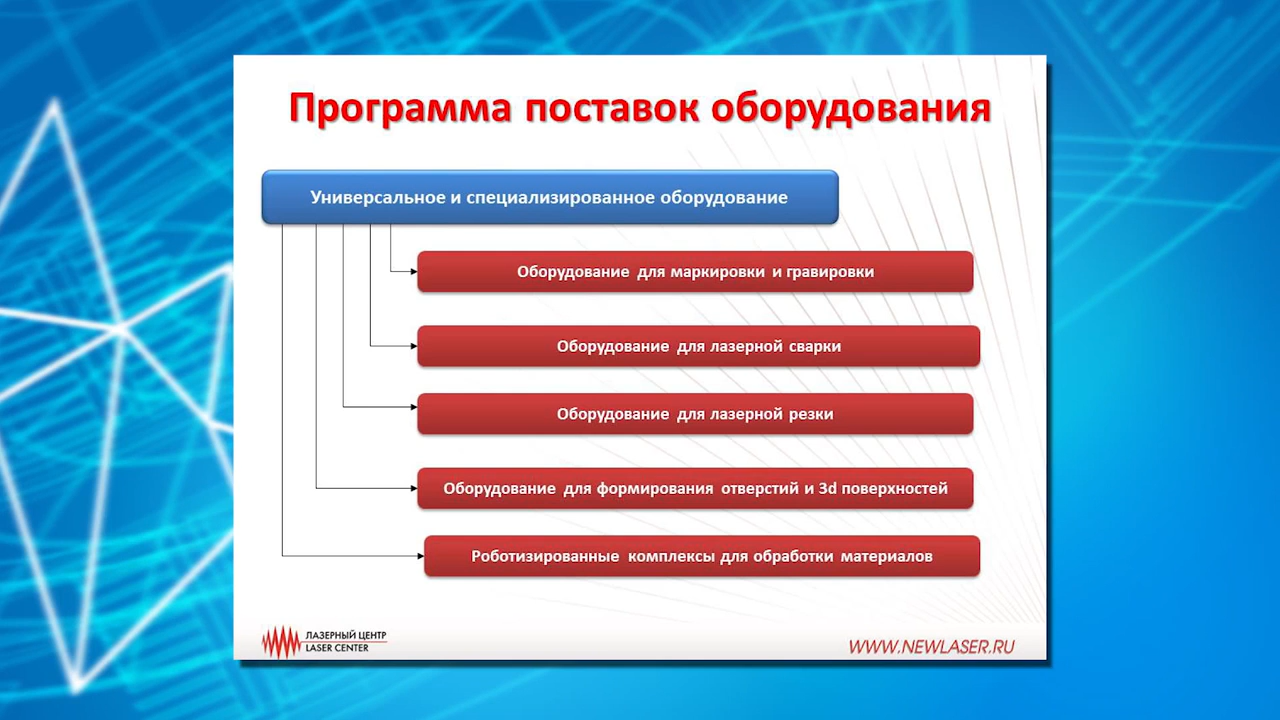 Программа поставок оборудования
Универсальное и специализированное оборудование
Оборудование для маркировки и гравировки
Оборудование для лазерной сварки
Оборудование для лазерной резки
Оборудование для формирования отверстий и 3d поверхностей
Роботизированные комплексы для обработки материалов
ЛАЗЕРНЫЙ ЦЕНТР
LASER CENTER
WWW.NEWLASER.RU